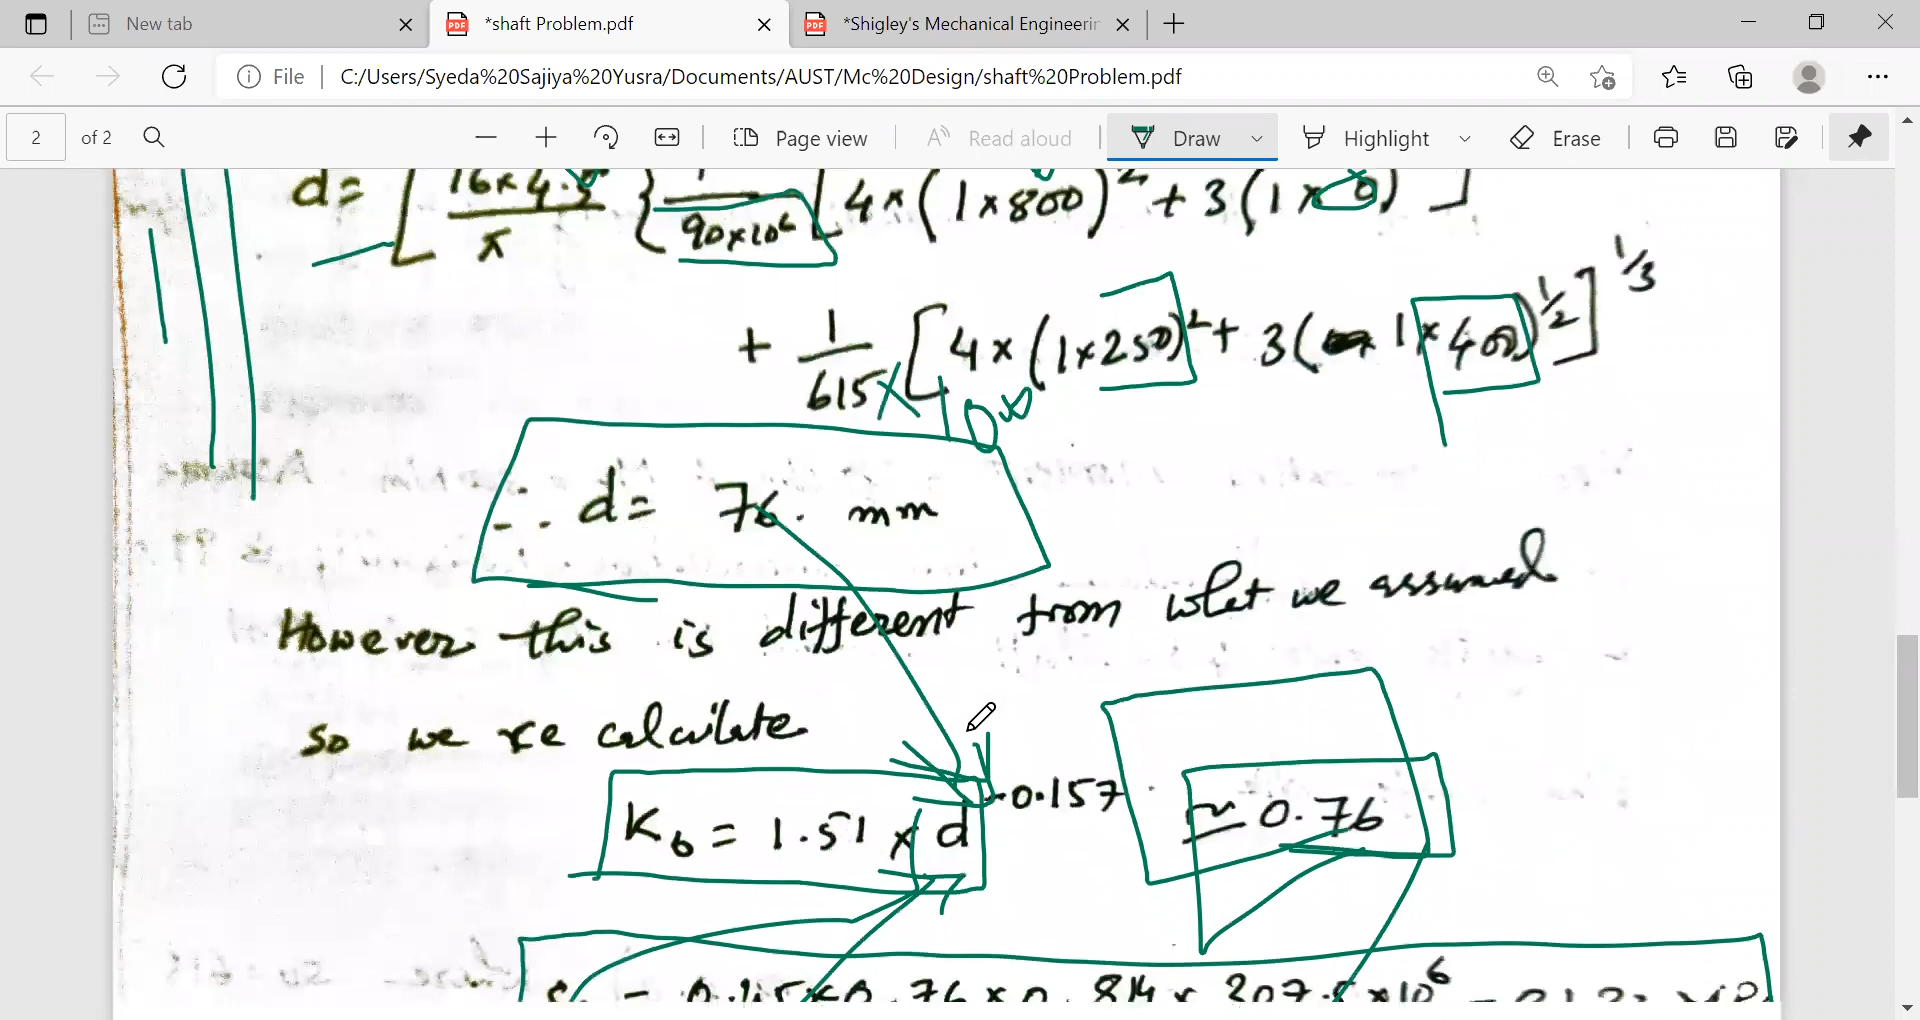 New tab
*shaft Problem.pdf
*Shigley's Mechanical Engineerin
File | C:/Users/Syeda%20Sajiya%20Yusra/Documents/AUST/Mc%20Design/shaft%20Problem.pdf
2 of 2
Page view
Read aloud
Draw
Highlight
Erase
d = [ 16×4.5 / π { 1 / 90×10⁶ [ 4×(1×800)² + 3(1×0) ]
+ 1 / 615×10 [ 4×(1×250)² + 3( 1×400)^1/2 ]^1/3
∴ d = 76. mm
However this is different from what we assumed
so we re calculate
K_b = 1.51 × d^-0.157 ≃ 0.76